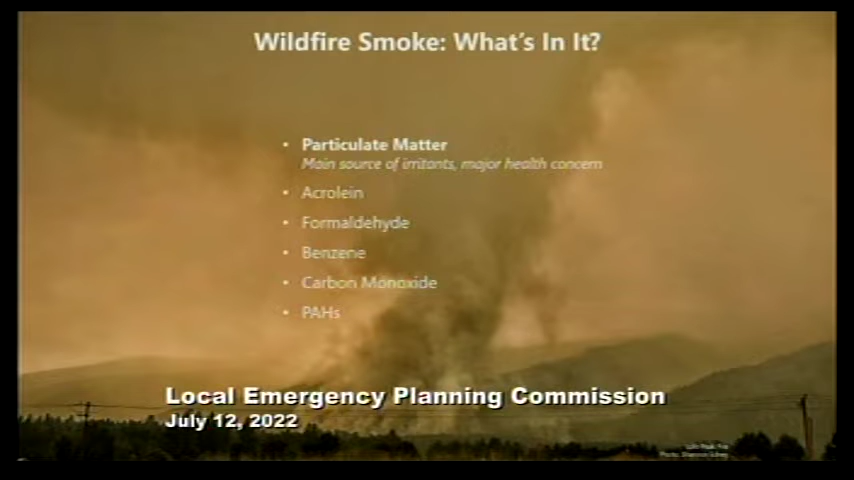 Wildfire Smoke: What's In It?
• Particulate Matter
Main source of irritants, major health concern
• Acrolein
• Formaldehyde
• Benzene
• Carbon Monoxide
• PAHs
Local Emergency Planning Commission
July 12, 2022